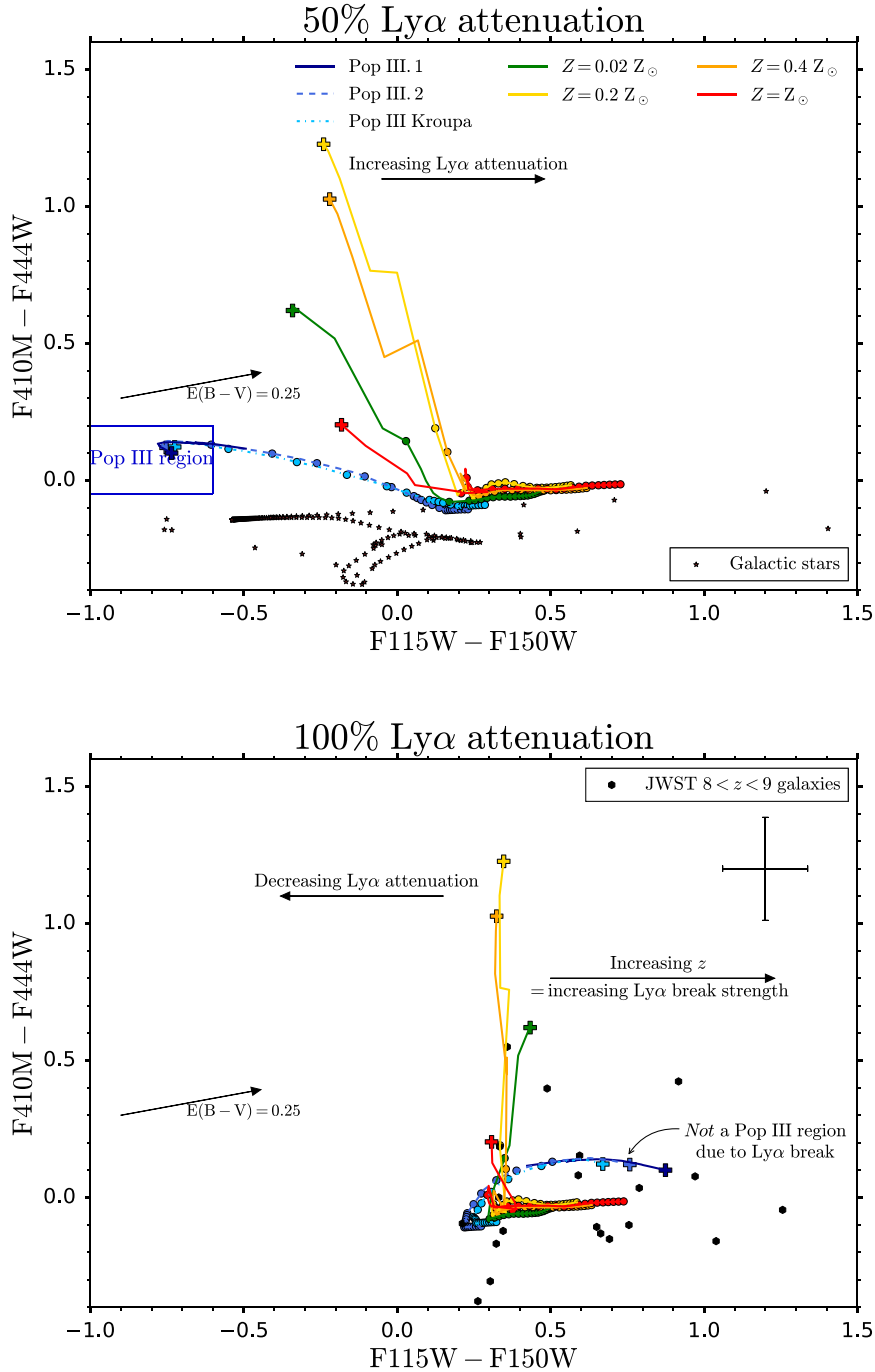 50% Lyα attenuation
1.5
1.0
0.5
0.0
F410M − F444W
Pop III.1
Pop III.2
Pop III Kroupa
Z = 0.02 Z⊙
Z = 0.2 Z⊙
Z = 0.4 Z⊙
Z = Z⊙
Increasing Lyα attenuation
E(B − V) = 0.25
Pop III region
Galactic stars
−1.0 −0.5 0.0 0.5 1.0 1.5
F115W − F150W
100% Lyα attenuation
1.5
1.0
0.5
0.0
F410M − F444W
JWST 8 < z < 9 galaxies
Decreasing Lyα attenuation
Increasing z
= increasing Lyα break strength
E(B − V) = 0.25
Not a Pop III region
due to Lyα break
−1.0 −0.5 0.0 0.5 1.0 1.5
F115W − F150W